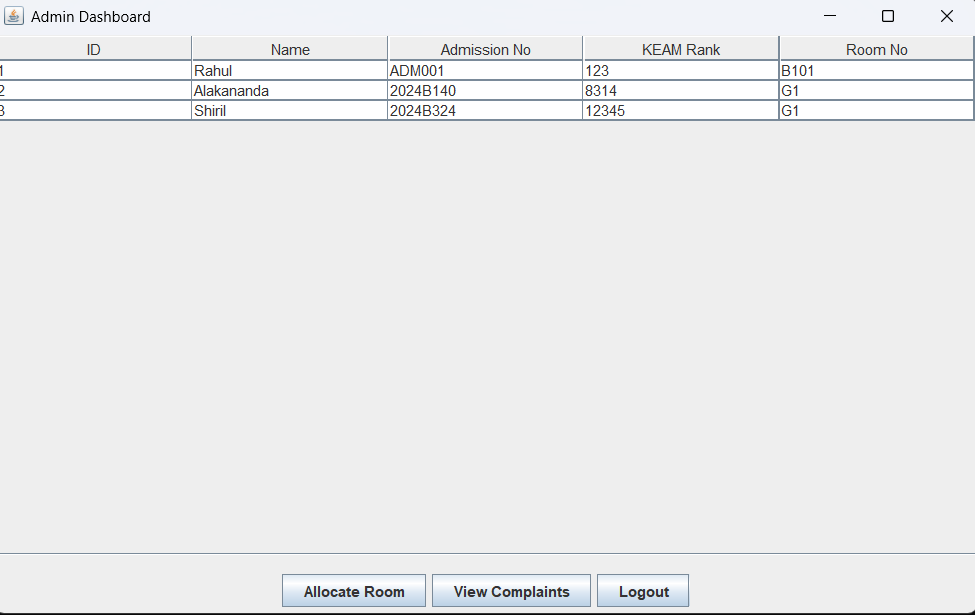 Admin Dashboard
ID Name Admission No KEAM Rank Room No
1 Rahul ADM001 123 B101
2 Alakananda 2024B140 8314 G1
3 Shiril 2024B324 12345 G1
Allocate Room View Complaints Logout